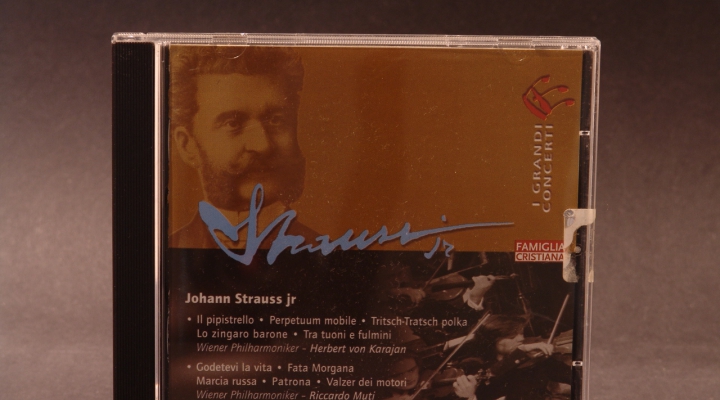 I GRANDI
CONCERTI
Strauss jr
FAMIGLIA
CRISTIANA
Johann Strauss jr
• Il pipistrello • Perpetuum mobile • Tritsch-Tratsch polka
Lo zingaro barone • Tra tuoni e fulmini
Wiener Philharmoniker - Herbert von Karajan
• Godetevi la vita • Fata Morgana
Marcia russa • Patrona • Valzer dei motori
Wiener Philharmoniker - Riccardo Muti